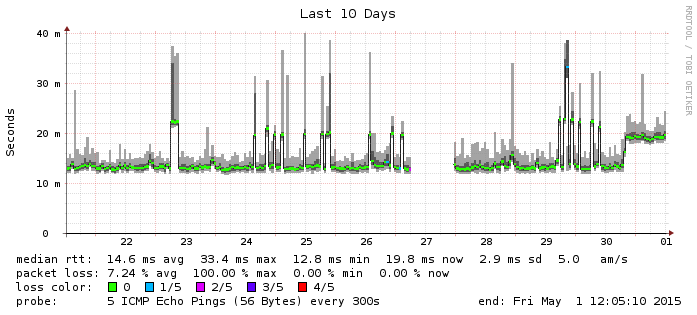 Last 10 Days
RRDTOOL / TOBI OETIKER
Seconds
40 m
30 m
20 m
10 m
0
22 23 24 25 26 27 28 29 30 01
median rtt: 14.6 ms avg 33.4 ms max 12.8 ms min 19.8 ms now 2.9 ms sd 5.0 am/s
packet loss: 7.24 % avg 100.00 % max 0.00 % min 0.00 % now
loss color: 0 1/5 2/5 3/5 4/5
probe: 5 ICMP Echo Pings (56 Bytes) every 300s end: Fri May 1 12:05:10 2015